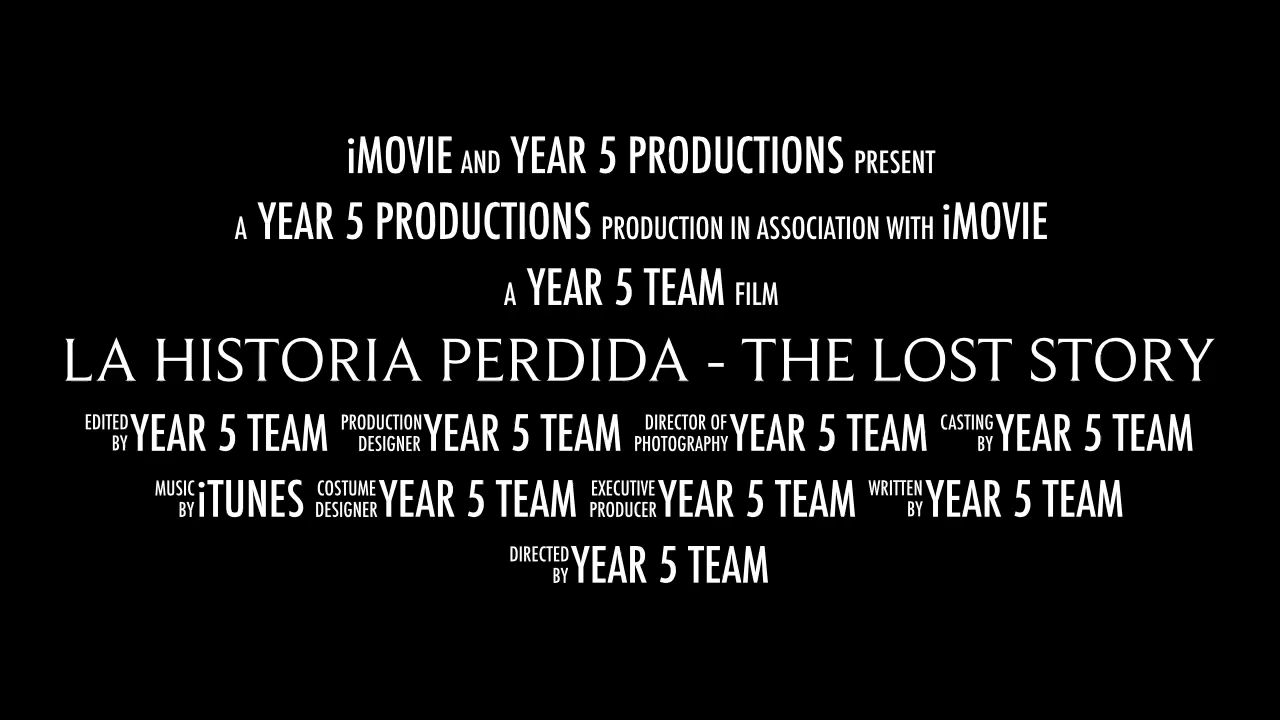 iMOVIE AND YEAR 5 PRODUCTIONS PRESENT
A YEAR 5 PRODUCTIONS PRODUCTION IN ASSOCIATION WITH iMOVIE
A YEAR 5 TEAM FILM
LA HISTORIA PERDIDA - THE LOST STORY
EDITED BY YEAR 5 TEAM PRODUCTION DESIGNER YEAR 5 TEAM DIRECTOR OF PHOTOGRAPHY YEAR 5 TEAM CASTING BY YEAR 5 TEAM
MUSIC BY iTUNES COSTUME DESIGNER YEAR 5 TEAM EXECUTIVE PRODUCER YEAR 5 TEAM WRITTEN BY YEAR 5 TEAM
DIRECTED BY YEAR 5 TEAM